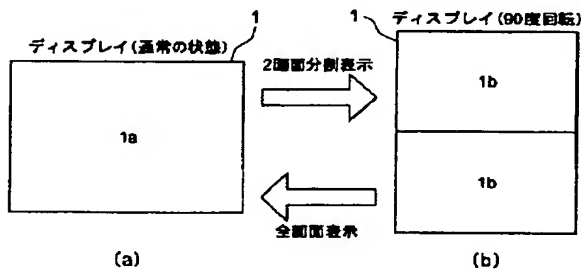 1
ディスプレイ(通常の状態)
1a
(a)
2画面分割表示
全画面表示
1
ディスプレイ(90度回転)
1b
1b
(b)